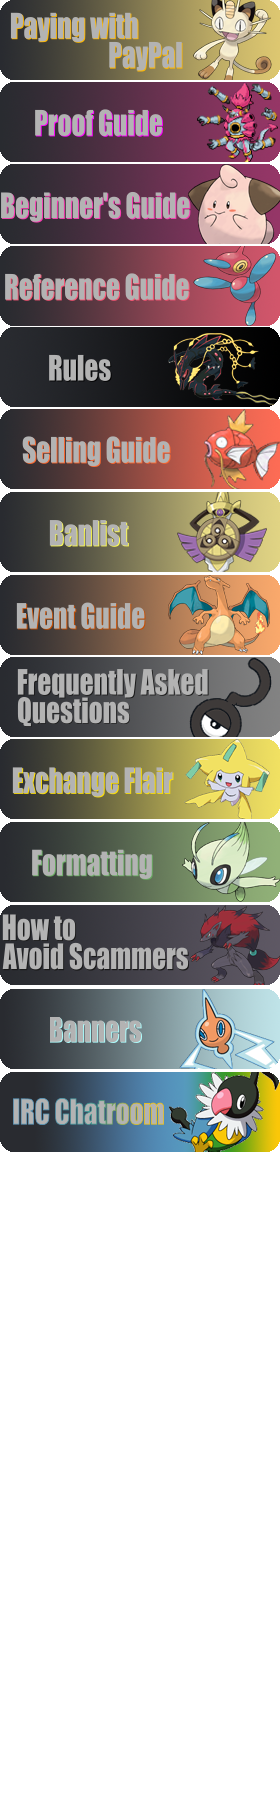 Paying with
PayPal
Proof Guide
Beginner's Guide
Reference Guide
Rules
Selling Guide
Banlist
Event Guide
Frequently Asked
Questions
Exchange Flair
Formatting
How to
Avoid Scammers
Banners
IRC Chatroom